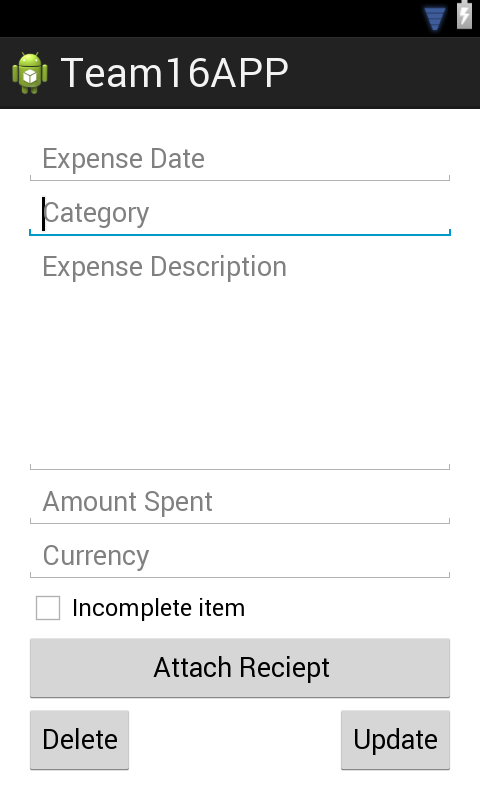 Team16APP
Expense Date
Category
Expense Description
Amount Spent
Currency
Incomplete item
Attach Reciept
Delete
Update